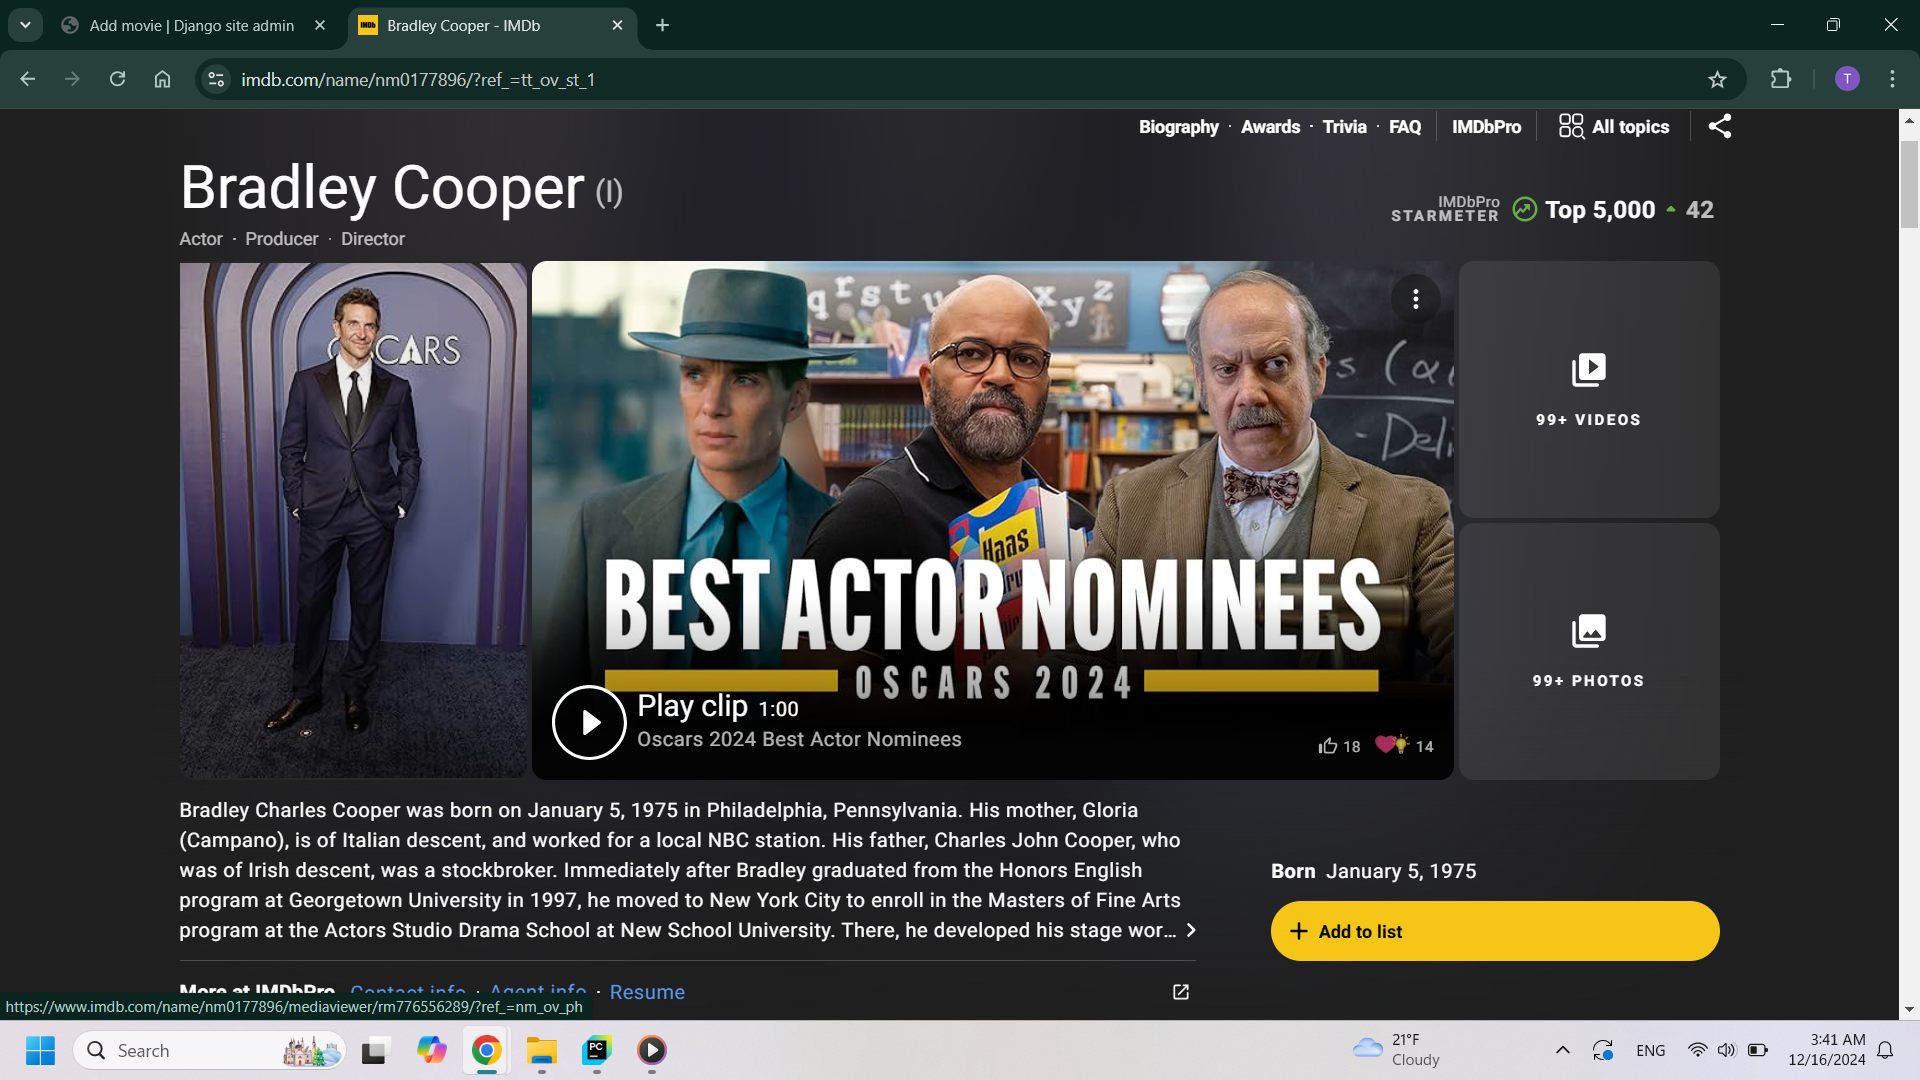 Add movie | Django site admin
IMDb
Bradley Cooper - IMDb
imdb.com/name/nm0177896/?ref_=tt_ov_st_1
T
Biography · Awards · Trivia · FAQ
IMDbPro
All topics
Bradley Cooper (I)
Actor · Producer · Director
IMDbPro
STARMETER
Top 5,000
42
OSCARS
qrstu
xyz
Haas
Deli
BEST ACTOR NOMINEES
OSCARS 2024
Play clip 1:00
Oscars 2024 Best Actor Nominees
18
14
99+ VIDEOS
99+ PHOTOS
Bradley Charles Cooper was born on January 5, 1975 in Philadelphia, Pennsylvania. His mother, Gloria
(Campano), is of Italian descent, and worked for a local NBC station. His father, Charles John Cooper, who
was of Irish descent, was a stockbroker. Immediately after Bradley graduated from the Honors English
program at Georgetown University in 1997, he moved to New York City to enroll in the Masters of Fine Arts
program at the Actors Studio Drama School at New School University. There, he developed his stage wor...
Born January 5, 1975
+ Add to list
More at IMDbPro Contact info · Agent info · Resume
https://www.imdb.com/name/nm0177896/mediaviewer/rm776556289/?ref_=nm_ov_ph
Search
PC
21°F
Cloudy
ENG
3:41 AM
12/16/2024